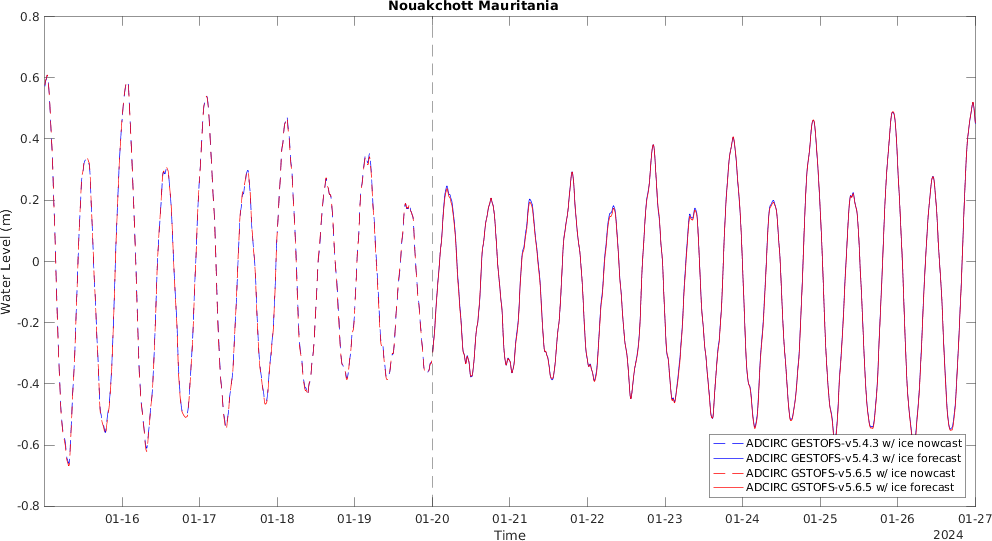 Nouakchott Mauritania
0.8
0.6
0.4
0.2
0
-0.2
-0.4
-0.6
-0.8
Water Level (m)
ADCIRC GESTOFS-v5.4.3 w/ ice nowcast
ADCIRC GESTOFS-v5.4.3 w/ ice forecast
ADCIRC GSTOFS-v5.6.5 w/ ice nowcast
ADCIRC GSTOFS-v5.6.5 w/ ice forecast
01-16 01-17 01-18 01-19 01-20 01-21 01-22 01-23 01-24 01-25 01-26 01-27
Time
2024